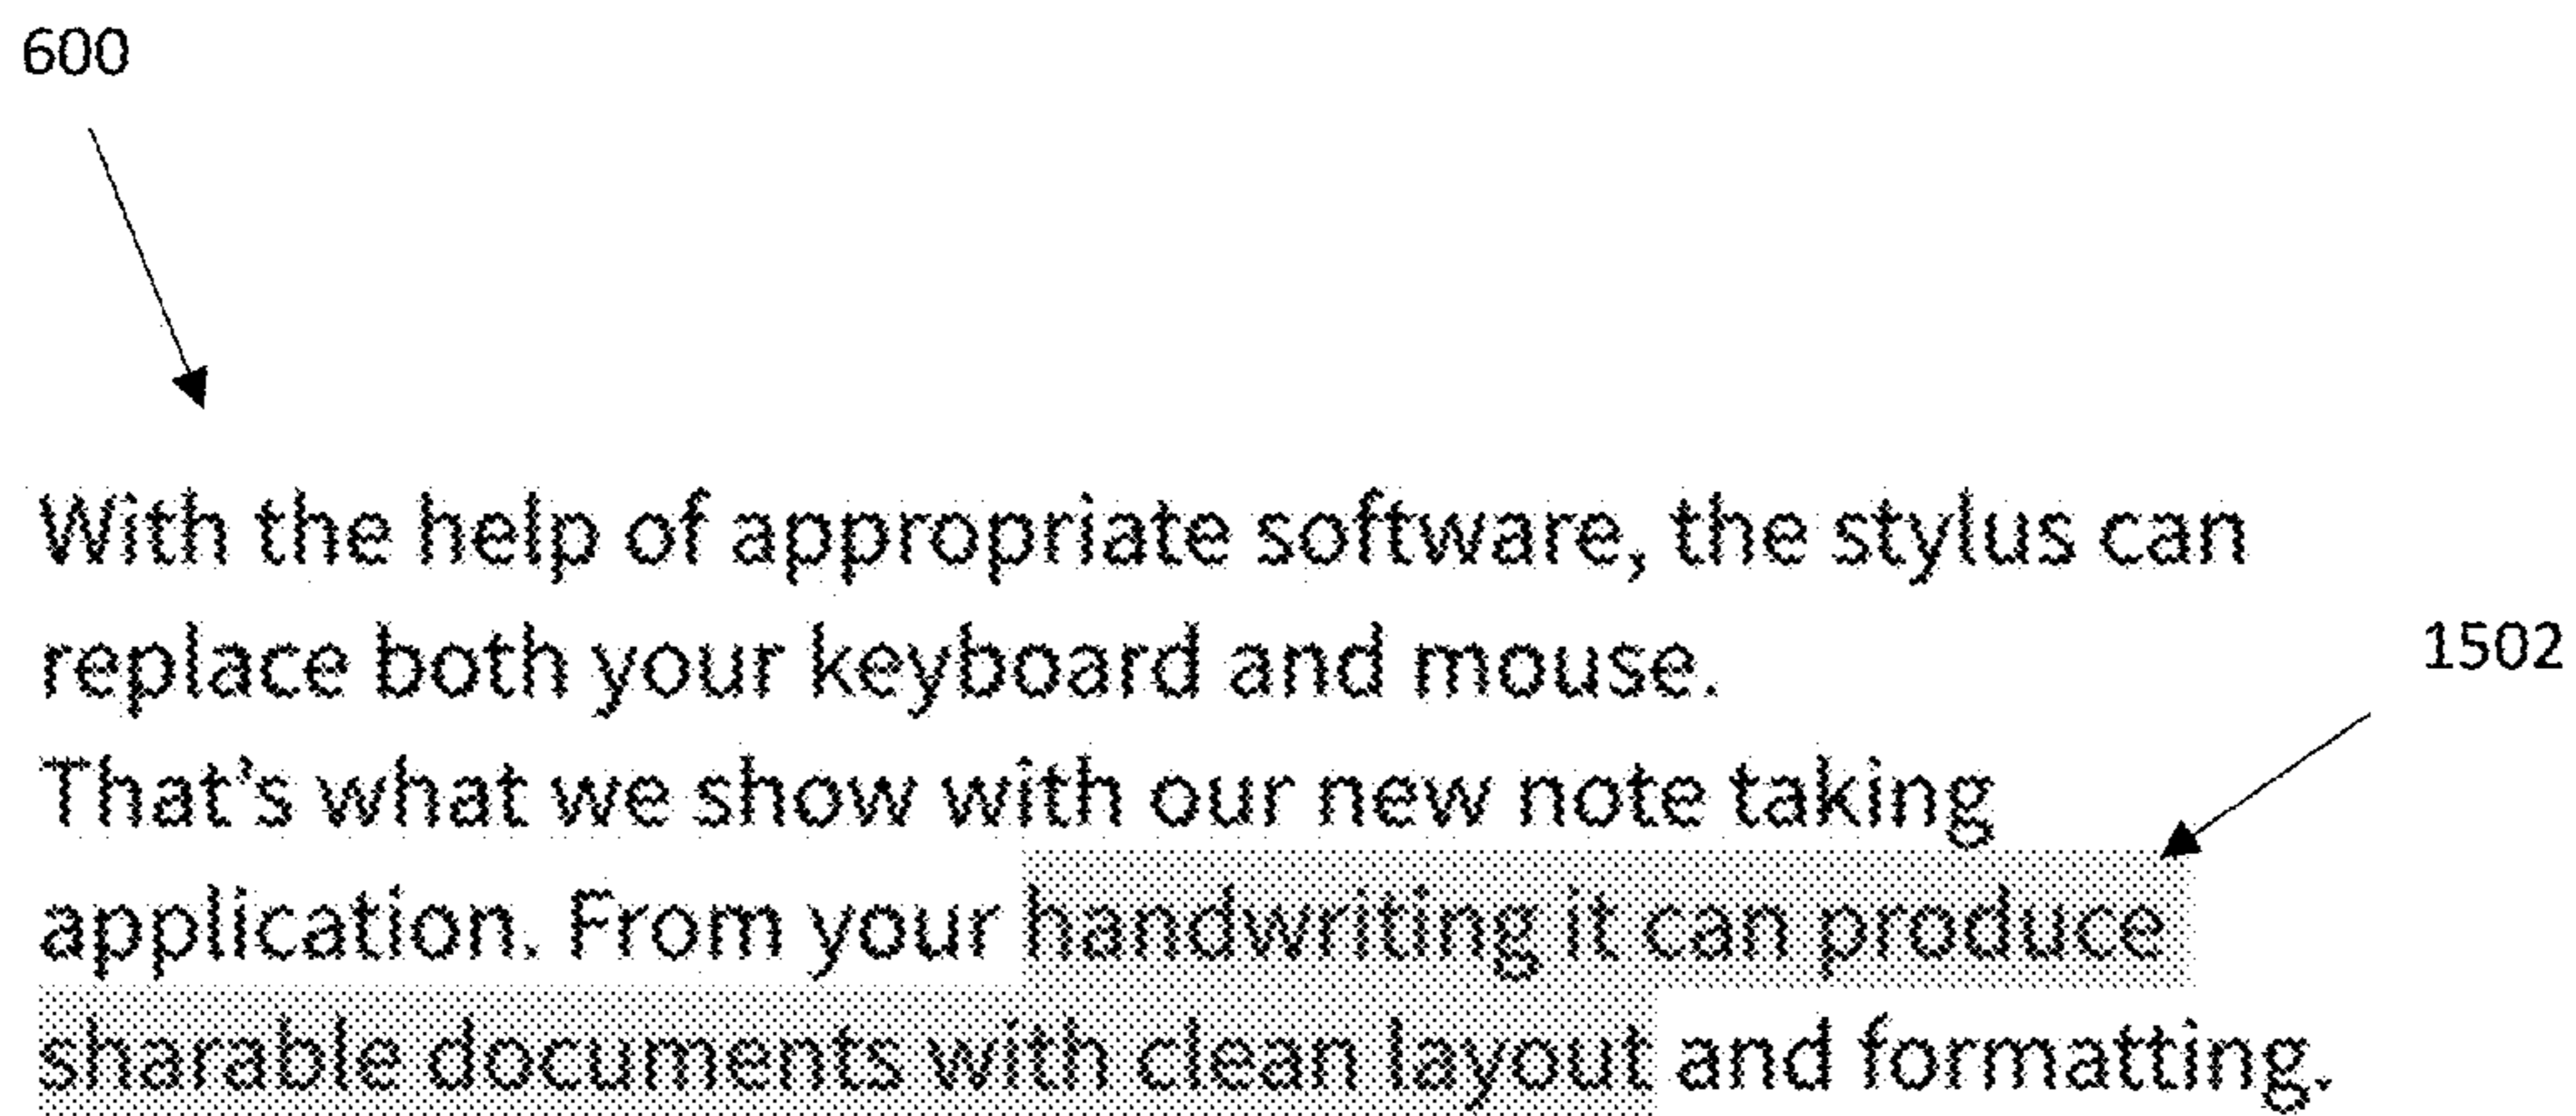 600
With the help of appropriate software, the stylus can
replace both your keyboard and mouse.
1502
That’s what we show with our new note taking
application. From your handwriting it can produce
sharable documents with clean layout and formatting.